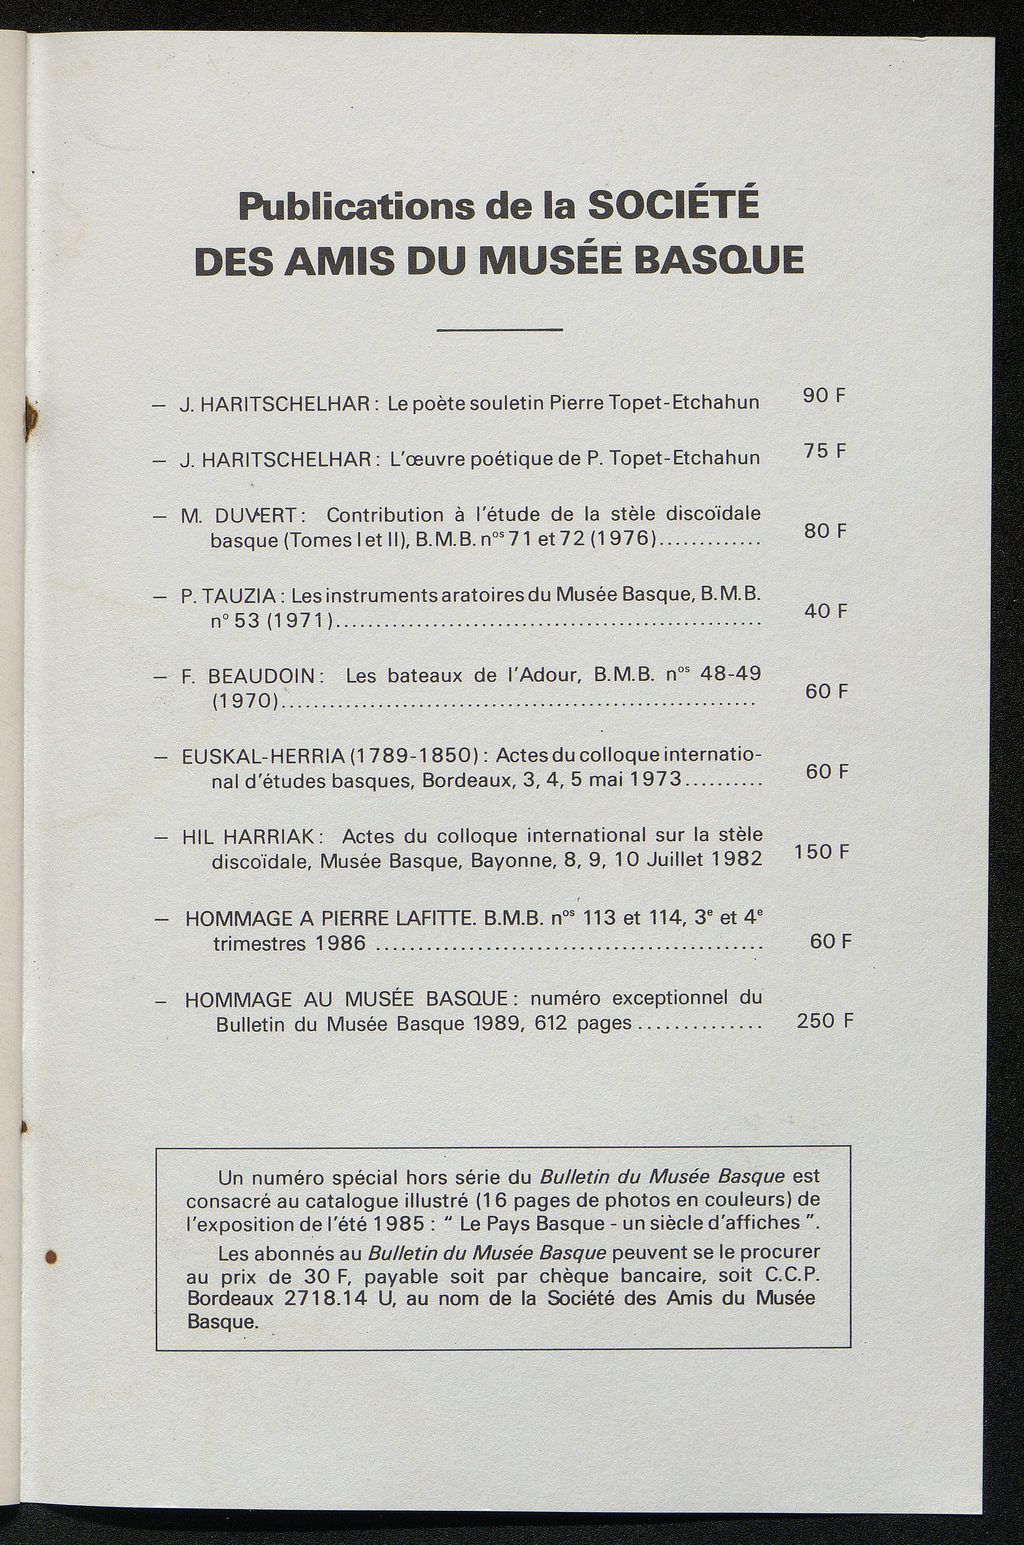 Publications de la SOCIÉTÉ
DES AMIS DU MUSÉE BASQUE
— J. HARITSCHELHAR : Le poète souletin Pierre Topet-Etchahun 90 F
— J. HARITSCHELHAR : L'œuvre poétique de P. Topet-Etchahun 75 F
— M. DUVERT : Contribution à l'étude de la stèle discoïdale
basque (Tomes I et II), B.M.B. nos 71 et 72 (1976)............. 80 F
— P. TAUZIA : Les instruments aratoires du Musée Basque, B.M.B.
n° 53 (1971)..................................................... 40 F
— F. BEAUDOIN : Les bateaux de l'Adour, B.M.B. nos 48-49
(1970)........................................................... 60 F
— EUSKAL-HERRIA (1789-1850) : Actes du colloque internatio-
nal d'études basques, Bordeaux, 3, 4, 5 mai 1973.......... 60 F
— HIL HARRIAK : Actes du colloque international sur la stèle
discoïdale, Musée Basque, Bayonne, 8, 9, 10 Juillet 1982 150 F
— HOMMAGE A PIERRE LAFITTE. B.M.B. nos 113 et 114, 3e et 4e
trimestres 1986 ............................................. 60 F
— HOMMAGE AU MUSÉE BASQUE : numéro exceptionnel du
Bulletin du Musée Basque 1989, 612 pages .............. 250 F
Un numéro spécial hors série du Bulletin du Musée Basque est
consacré au catalogue illustré (16 pages de photos en couleurs) de
l'exposition de l'été 1985 : " Le Pays Basque - un siècle d'affiches ".
Les abonnés au Bulletin du Musée Basque peuvent se le procurer
au prix de 30 F, payable soit par chèque bancaire, soit C.C.P.
Bordeaux 2718.14 U, au nom de la Société des Amis du Musée
Basque.